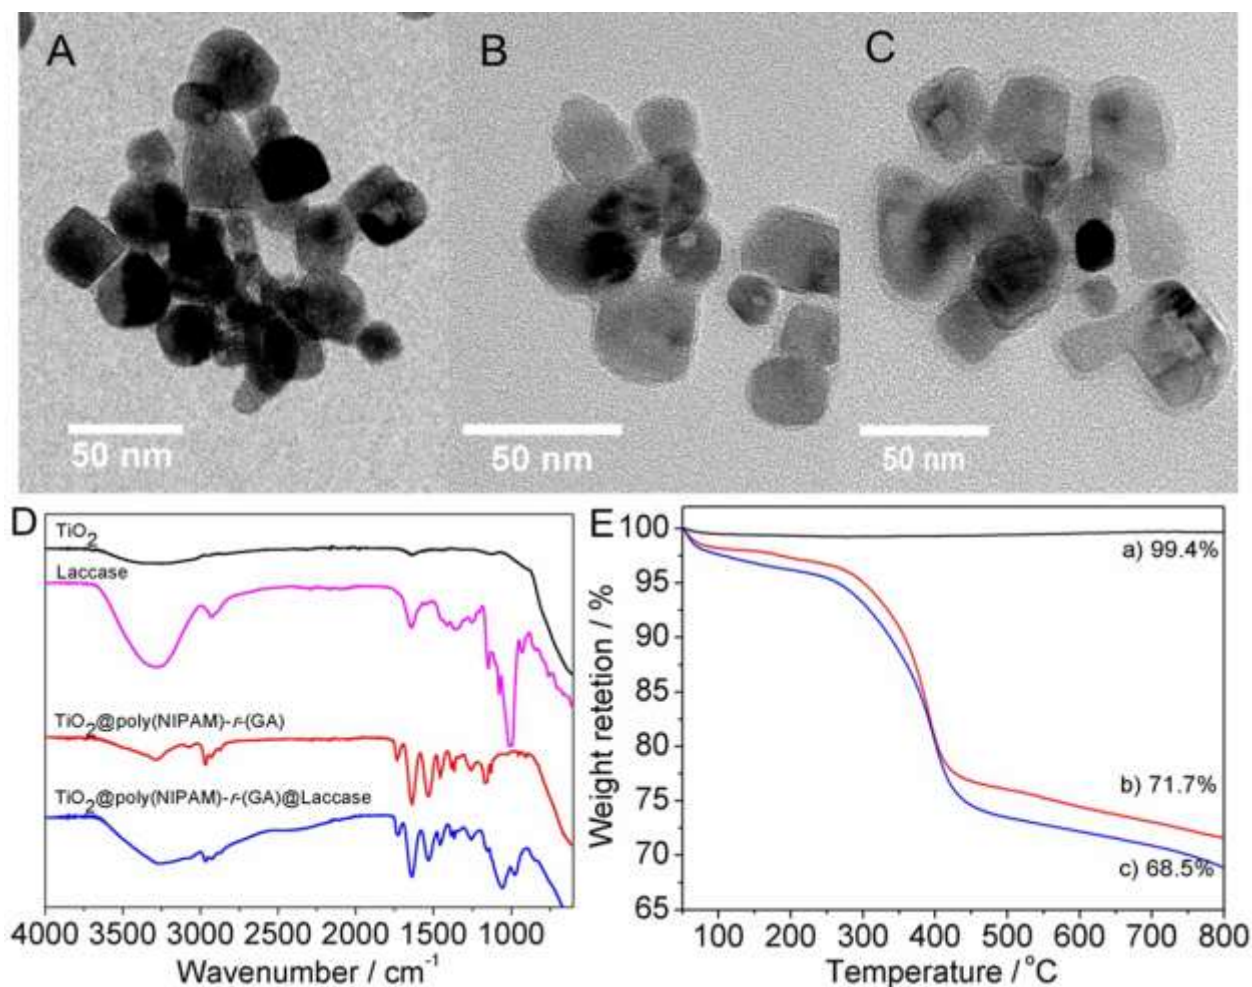 A
B
C
50 nm
50 nm
50 nm
D
TiO2
Laccase
TiO2@poly(NIPAM)-r-(GA)
TiO2@poly(NIPAM)-r-(GA)@Laccase
4000 3500 3000 2500 2000 1500 1000
Wavenumber / cm-1
E
100
95
90
85
80
75
70
65
Weight retetion / %
a) 99.4%
b) 71.7%
c) 68.5%
100 200 300 400 500 600 700 800
Temperature / oC